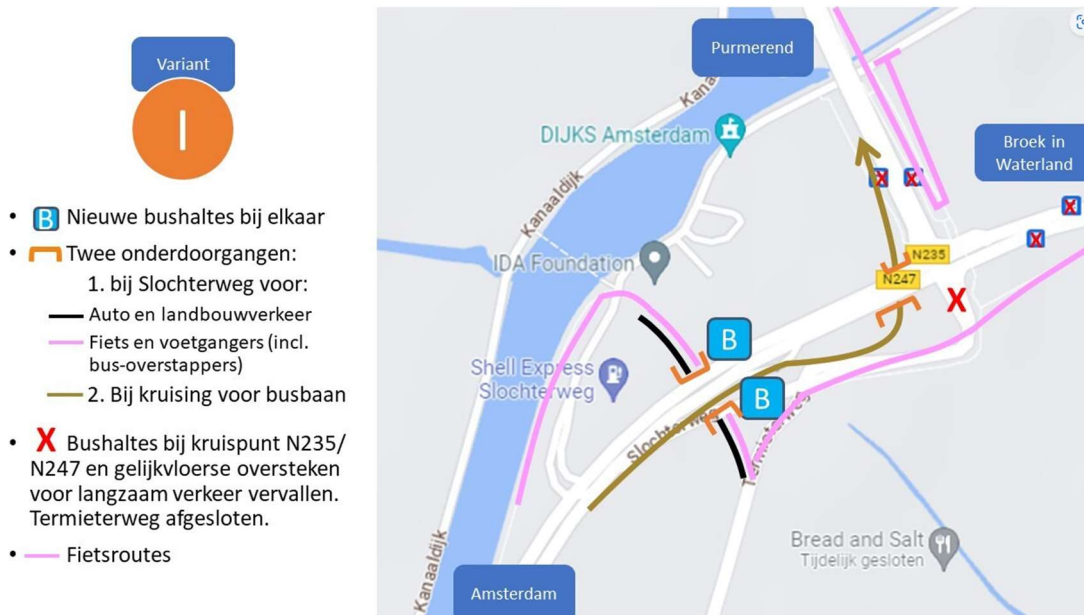 Variant
I
• B Nieuwe bushaltes bij elkaar
• Twee onderdoorgangen:
1. bij Slochterweg voor:
Auto en landbouwverkeer
Fiets en voetgangers (incl.
bus-overstappers)
2. Bij kruising voor busbaan
• X Bushaltes bij kruispunt N235/
N247 en gelijkvloerse oversteken
voor langzaam verkeer vervallen.
Termieterweg afgesloten.
• Fietsroutes
Purmerend
Kanaaldijk
DIJKS Amsterdam
Kanaaldijk
Broek in
Waterland
X
X
X
X
IDA Foundation
N235
N247
X
B
Shell Express
Slochterweg
B
Slochterweg
Termieterweg
Kanaaldijk
Bread and Salt
Tijdelijk gesloten
Amsterdam